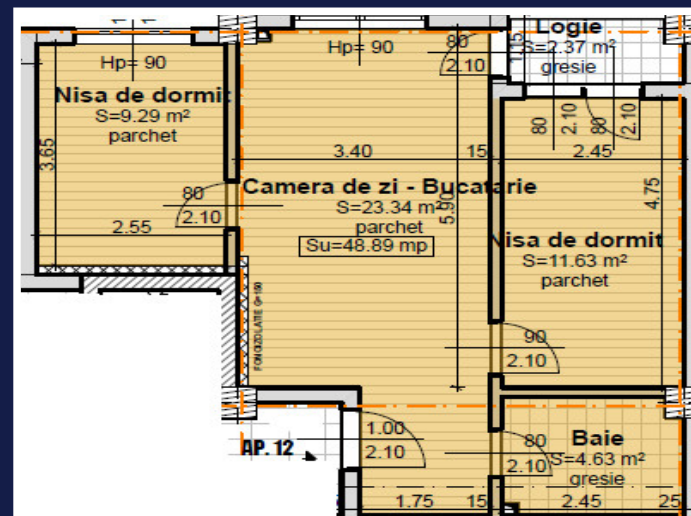 Logie
S=2.37 m²
gresie
1.15
Hp= 90
Hp= 90
80
2.10
Nisa de dormit
S=9.29 m²
parchet
3.65
2.55
80
2.10
3.40
15
2.45
80
2.10
80
2.10
Camera de zi - Bucatarie
S=23.34 m²
parchet
Su=48.89 mp
5.90
4.75
Nisa de dormit
S=11.63 m²
parchet
90
2.10
FONOIZOLATIE G=150
AP. 12
1.00
2.10
80
2.10
Baie
S=4.63 m²
gresie
1.75
15
2.45
25